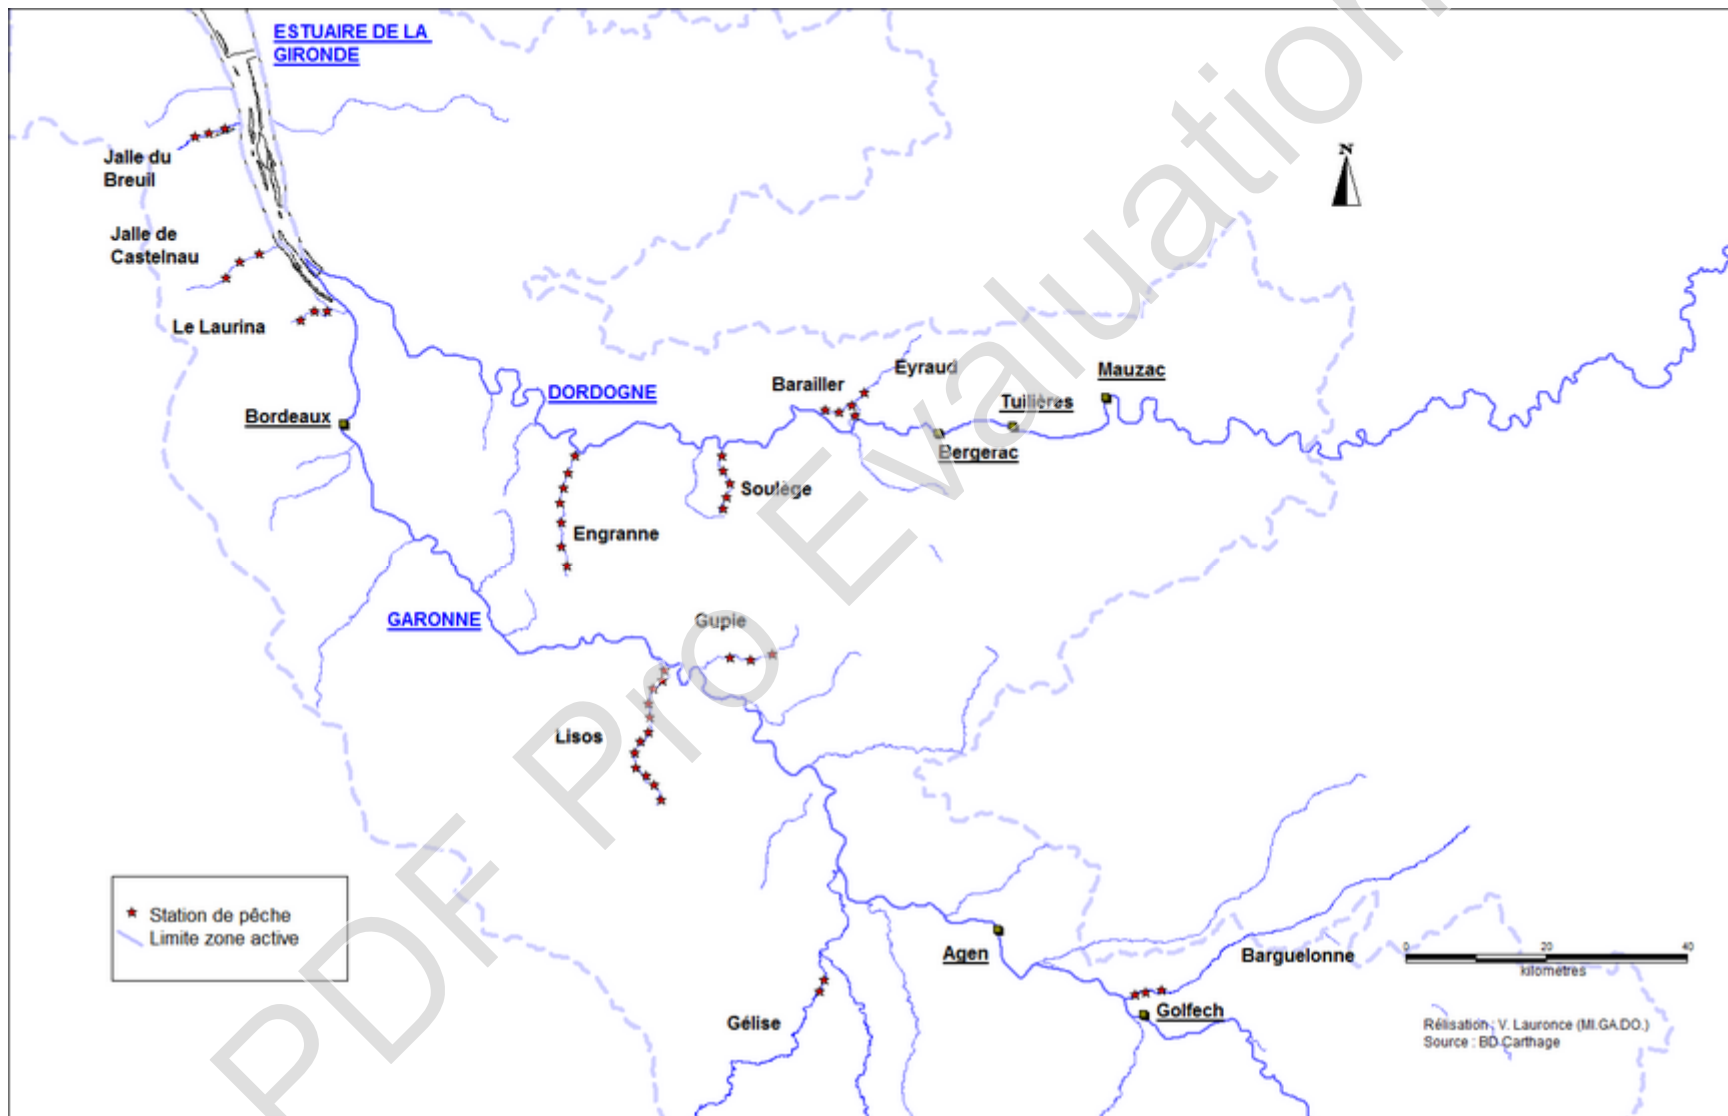 ESTUAIRE DE LA
GIRONDE
N
Jalle du
Breuil
Jalle de
Castelnau
Le Laurina
Eyraud
Barailler
Mauzac
DORDOGNE
Tuilières
Bordeaux
Bergerac
Soulège
Engranne
GARONNE
Gupie
Lisos
Station de pêche
Limite zone active
Agen
Barguelonne
0 20 40
kilomètres
Golfech
Gélise
Rélisation : V. Lauronce (MI.GA.DO.)
Source : BD Carthage
PDF Pro Evaluation